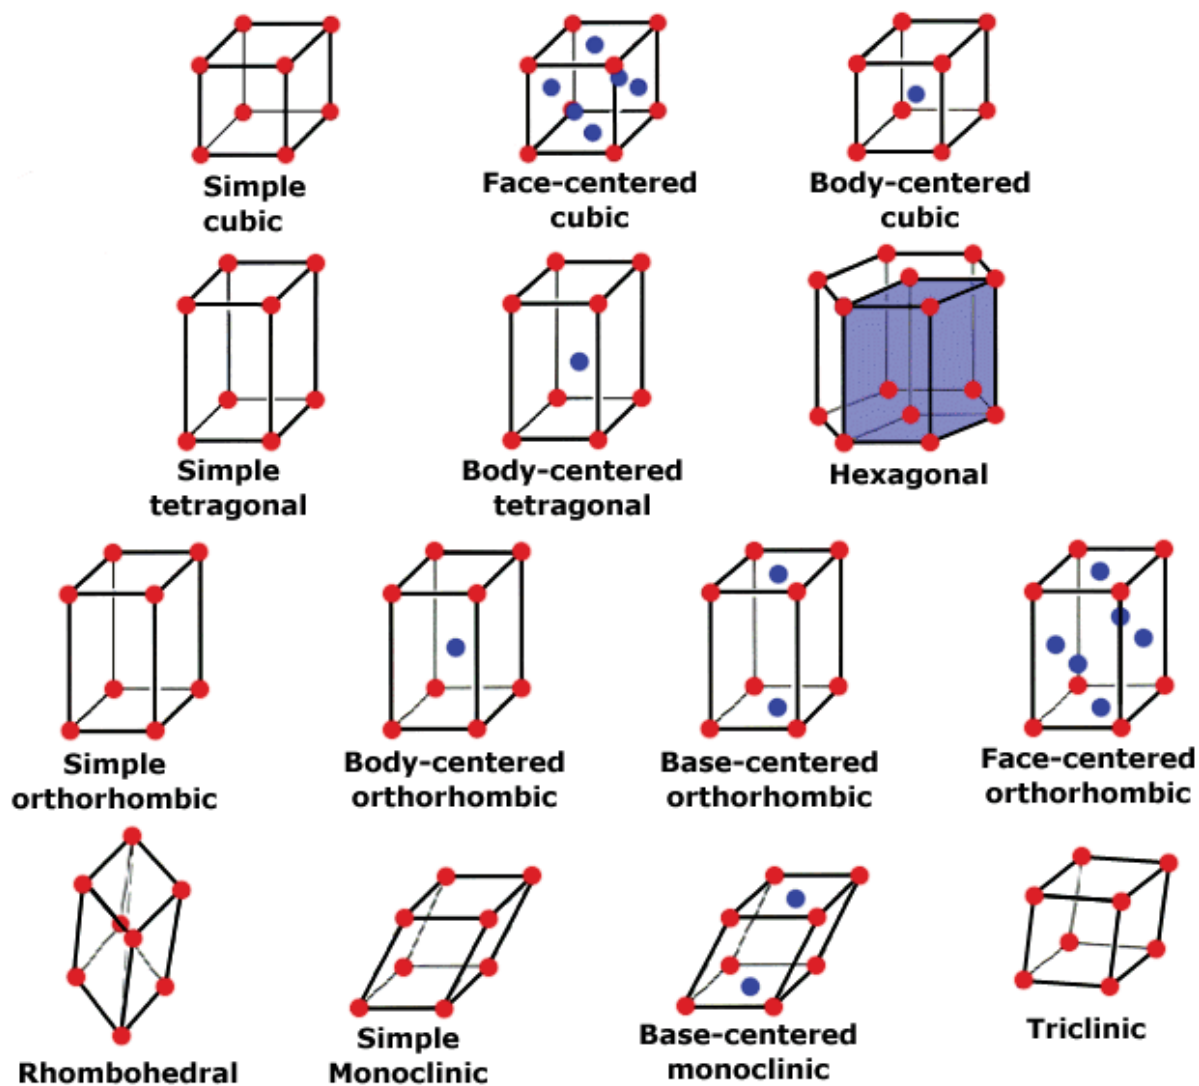 Simple
cubic
Face-centered
cubic
Body-centered
cubic
Simple
tetragonal
Body-centered
tetragonal
Hexagonal
Simple
orthorhombic
Body-centered
orthorhombic
Base-centered
orthorhombic
Face-centered
orthorhombic
Rhombohedral
Simple
Monoclinic
Base-centered
monoclinic
Triclinic